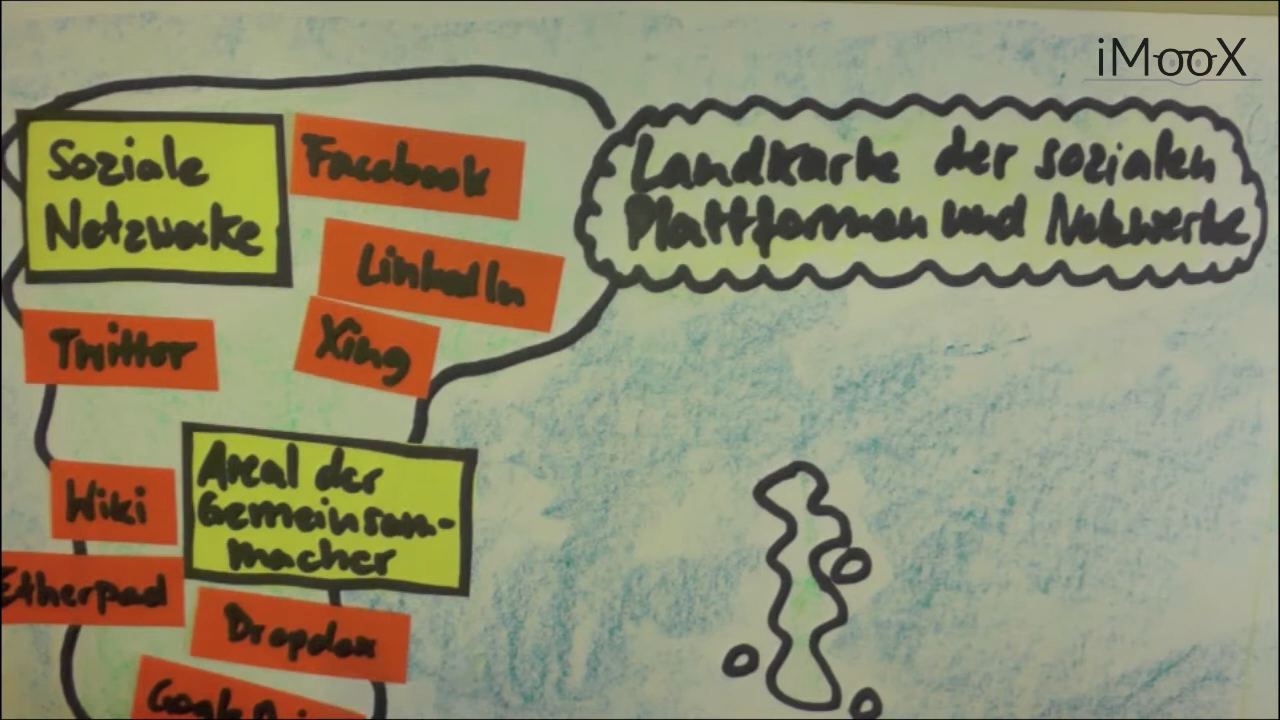 iMooX
Landkarte der sozialen
Plattformen und Netzwerke
Soziale
Netzwerke
Facebook
LinkedIn
Xing
Twitter
Areal der
Gemeinsam-
macher
Wiki
Etherpad
Dropbox